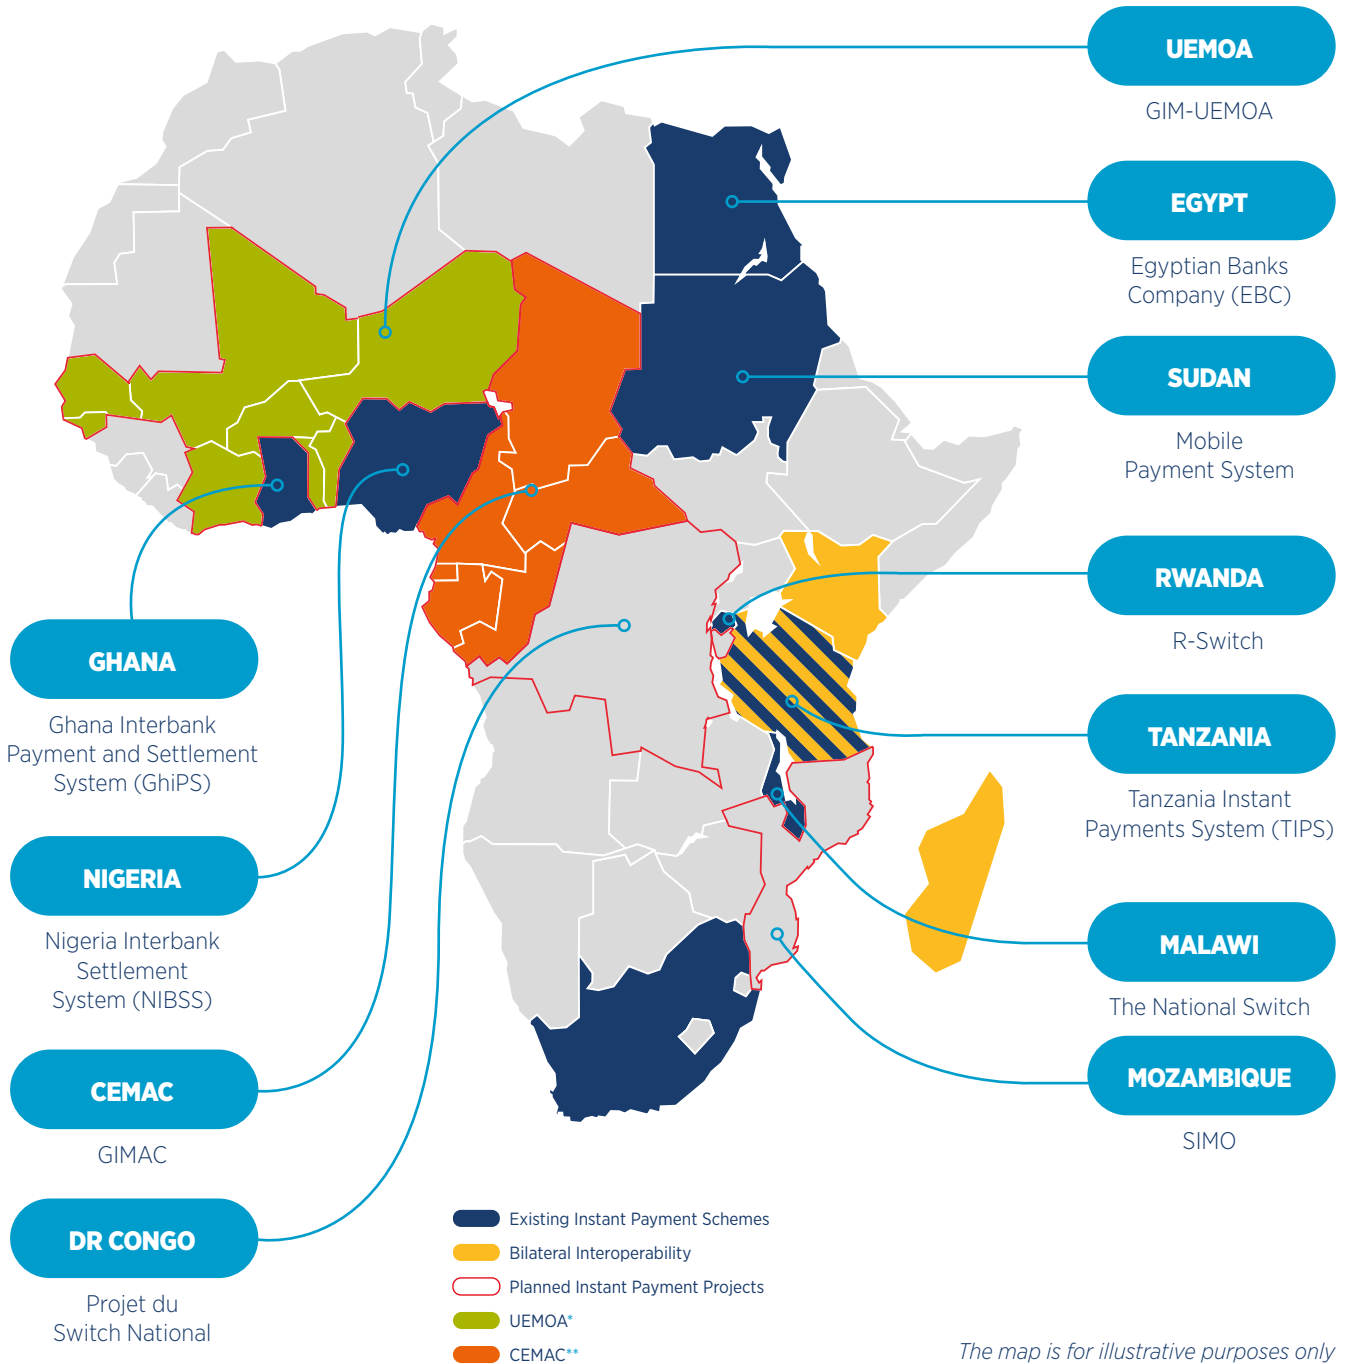 UEMOA
GIM-UEMOA
EGYPT
Egyptian Banks
Company (EBC)
SUDAN
Mobile
Payment System
RWANDA
R-Switch
TANZANIA
Tanzania Instant
Payments System (TIPS)
MALAWI
The National Switch
MOZAMBIQUE
SIMO
GHANA
Ghana Interbank
Payment and Settlement
System (GhiPS)
NIGERIA
Nigeria Interbank
Settlement
System (NIBSS)
CEMAC
GIMAC
DR CONGO
Projet du
Switch National
Existing Instant Payment Schemes
Bilateral Interoperability
Planned Instant Payment Projects
UEMOA*
CEMAC**
The map is for illustrative purposes only